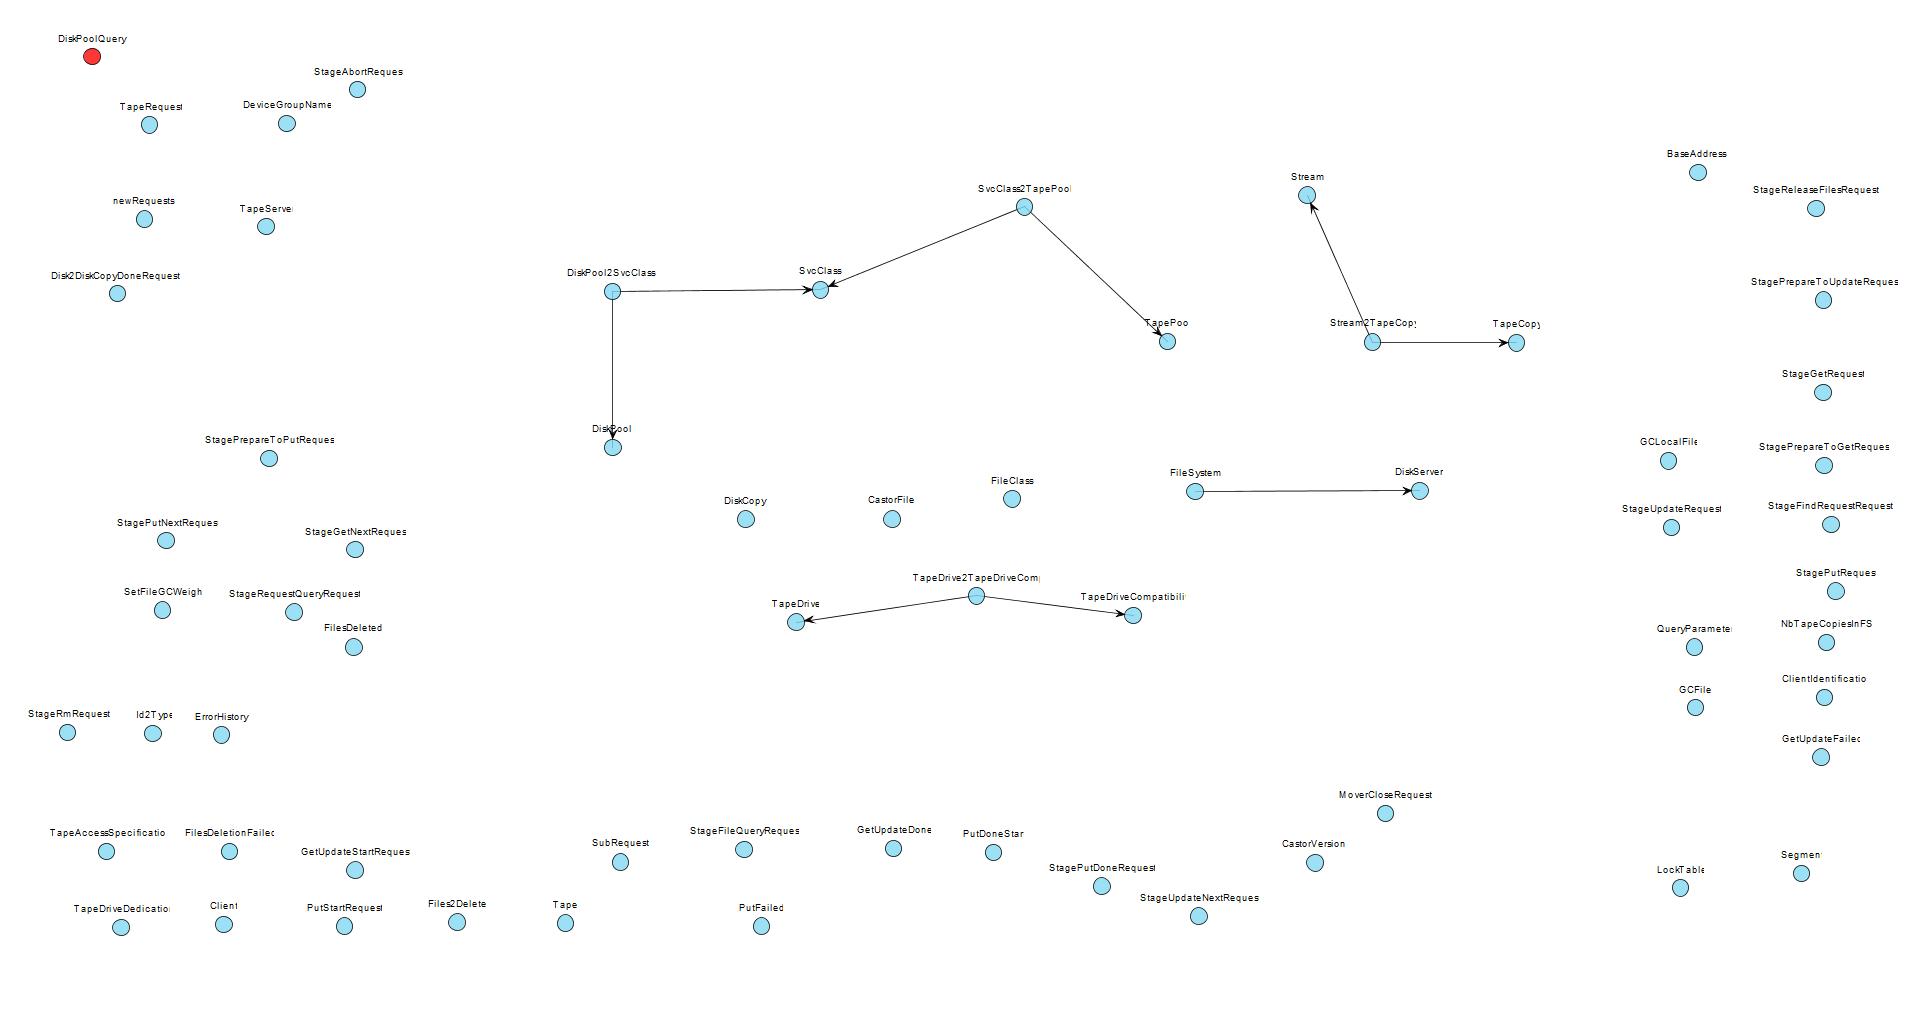 DiskPoolQuery
StageAbortReques
TapeRequest
DeviceGroupName
BaseAddress
Stream
SvcClass2TapePool
StageReleaseFilesRequest
newRequests
TapeServer
DiskPool2SvcClass
SvcClass
Disk2DiskCopyDoneRequest
StagePrepareToUpdateReques
TapePoo
Stream2TapeCopy
TapeCopy
StageGetRequest
DiskPool
StagePrepareToPutReques
GCLocalFile
StagePrepareToGetReques
FileSystem
DiskServer
FileClass
DiskCopy
CastorFile
StageUpdateRequest
StageFindRequestRequest
StagePutNextReques
StageGetNextReques
StagePutReques
TapeDrive2TapeDriveComp
SetFileGCWeigh
StageRequestQueryRequest
TapeDrive
TapeDriveCompatibili
FilesDeleted
QueryParameter
NbTapeCopiesInFS
ClientIdentificatio
GCFile
StageRmRequest
Id2Type
ErrorHistory
GetUpdateFailed
MoverCloseRequest
TapeAccessSpecificatio
FilesDeletionFailed
GetUpdateStartReques
SubRequest
StageFileQueryReques
GetUpdateDone
PutDoneStar
CastorVersion
StagePutDoneRequest
LockTable
Segment
TapeDriveDedication
Client
PutStartRequest
Files2Delete
Tape
PutFailed
StageUpdateNextReques